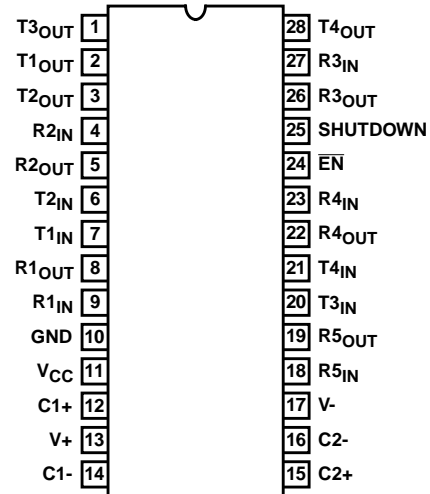 T3OUT 1 28 T4OUT
T1OUT 2 27 R3IN
T2OUT 3 26 R3OUT
R2IN 4 25 SHUTDOWN
R2OUT 5 24 E̅N̅
T2IN 6 23 R4IN
T1IN 7 22 R4OUT
R1OUT 8 21 T4IN
R1IN 9 20 T3IN
GND 10 19 R5OUT
VCC 11 18 R5IN
C1+ 12 17 V-
V+ 13 16 C2-
C1- 14 15 C2+